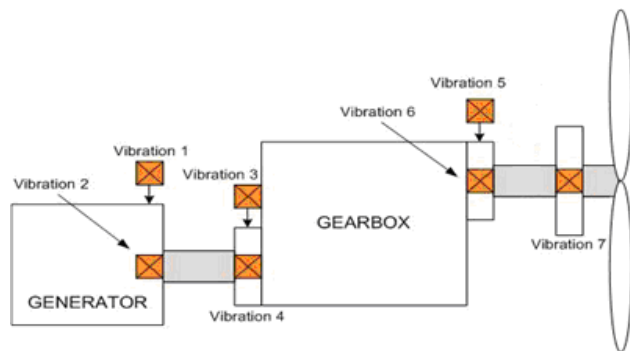 Vibration 5
Vibration 6
Vibration 1
Vibration 3
Vibration 2
GEARBOX
Vibration 7
GENERATOR
Vibration 4